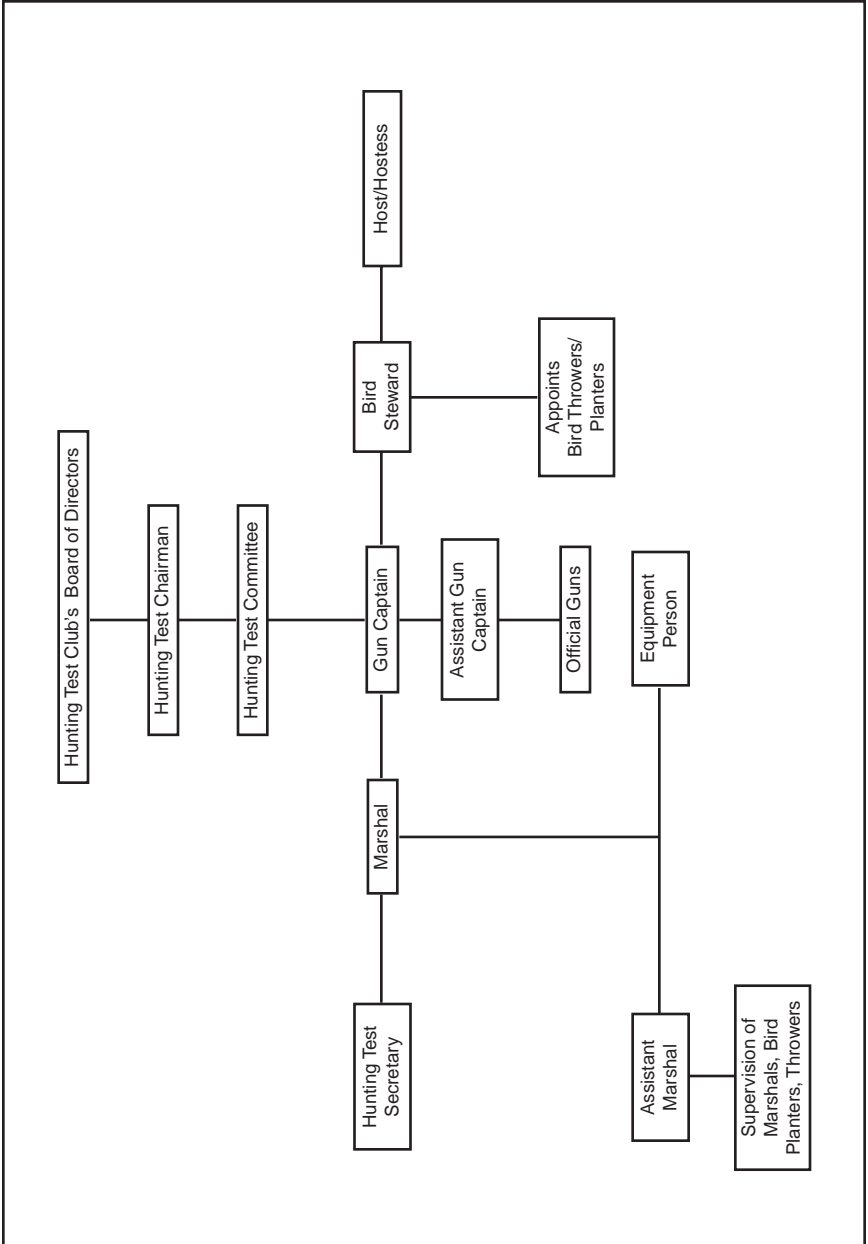 Hunting Test Club's Board of Directors
Hunting Test Chairman
Hunting Test Committee
Hunting Test
Secretary
Marshal
Gun Captain
Bird
Steward
Host/Hostess
Assistant Gun
Captain
Official Guns
Appoints
Bird Throwers/
Planters
Assistant
Marshal
Equipment
Person
Supervision of
Marshals, Bird
Planters, Throwers